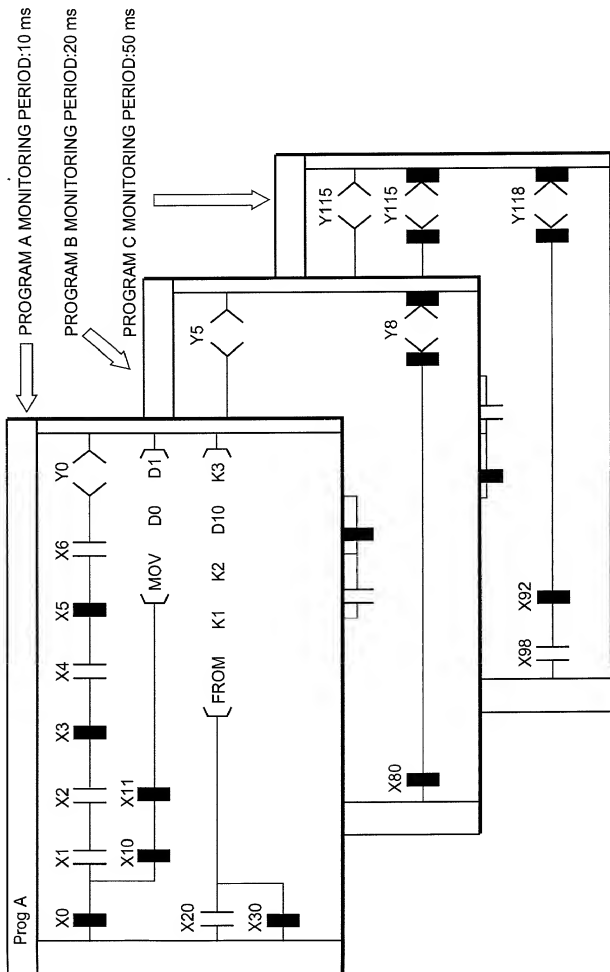 PROGRAM A MONITORING PERIOD:10 ms
PROGRAM B MONITORING PERIOD:20 ms
PROGRAM C MONITORING PERIOD:50 ms
Prog A
X0 X1 X2 X3 X4 X5 X6 Y0
X10 X11 MOV D0 D1
X20 FROM K1 K2 D10 K3
X30
Y5
X80 Y8
Y115
Y115
X98 X92 Y118